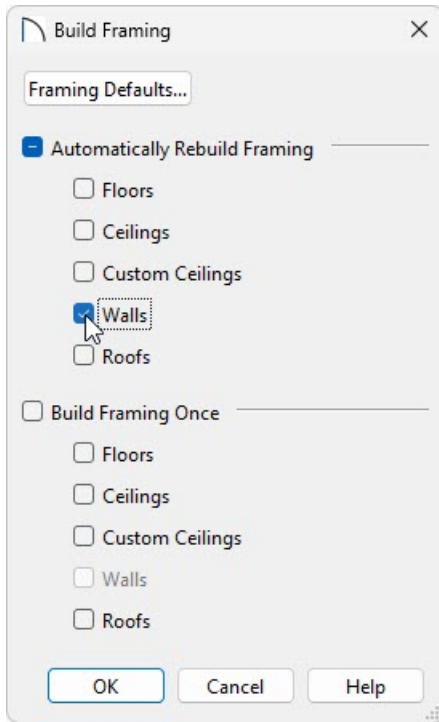 Build Framing
Framing Defaults...
Automatically Rebuild Framing
Floors
Ceilings
Custom Ceilings
Walls
Roofs
Build Framing Once
Floors
Ceilings
Custom Ceilings
Walls
Roofs
OK Cancel Help